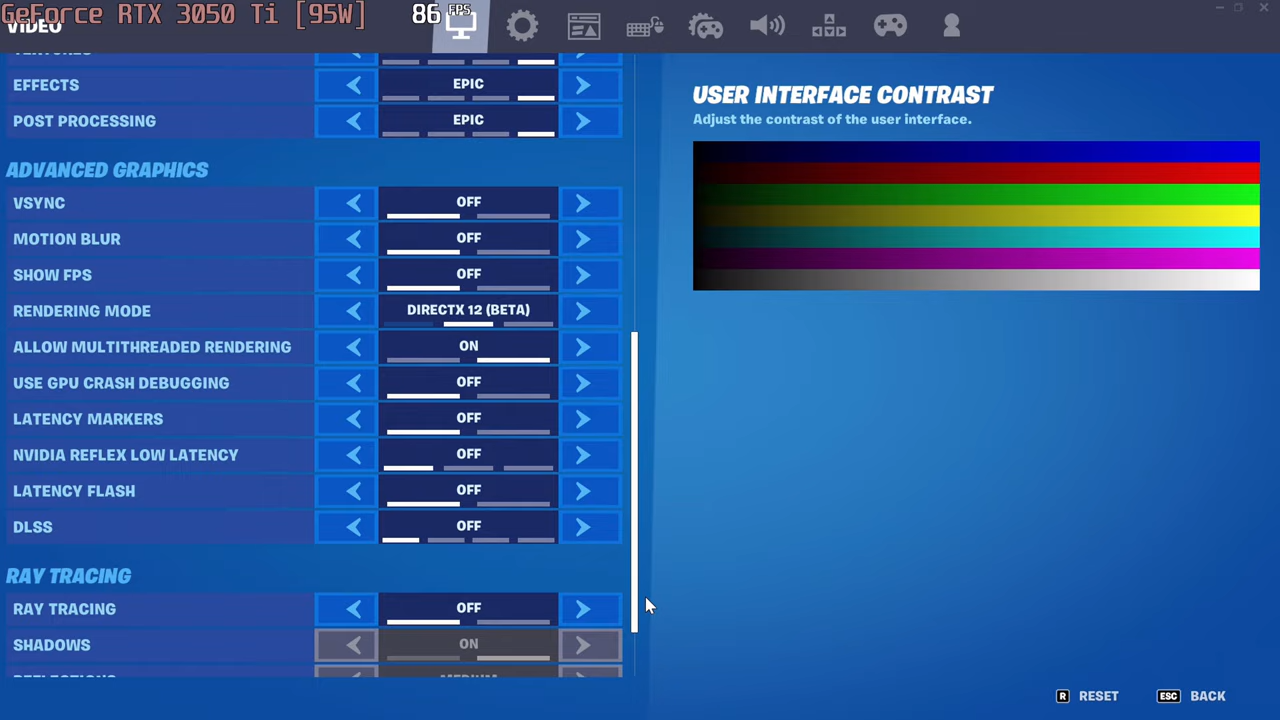 GeForce RTX 3050 Ti [95W] 86 FPS
VIDEO
TEXTURES
EFFECTS EPIC
POST PROCESSING EPIC
ADVANCED GRAPHICS
VSYNC OFF
MOTION BLUR OFF
SHOW FPS OFF
RENDERING MODE DIRECTX 12 (BETA)
ALLOW MULTITHREADED RENDERING ON
USE GPU CRASH DEBUGGING OFF
LATENCY MARKERS OFF
NVIDIA REFLEX LOW LATENCY OFF
LATENCY FLASH OFF
DLSS OFF
RAY TRACING
RAY TRACING OFF
SHADOWS ON
REFLECTIONS MEDIUM
USER INTERFACE CONTRAST
Adjust the contrast of the user interface.
R RESET ESC BACK